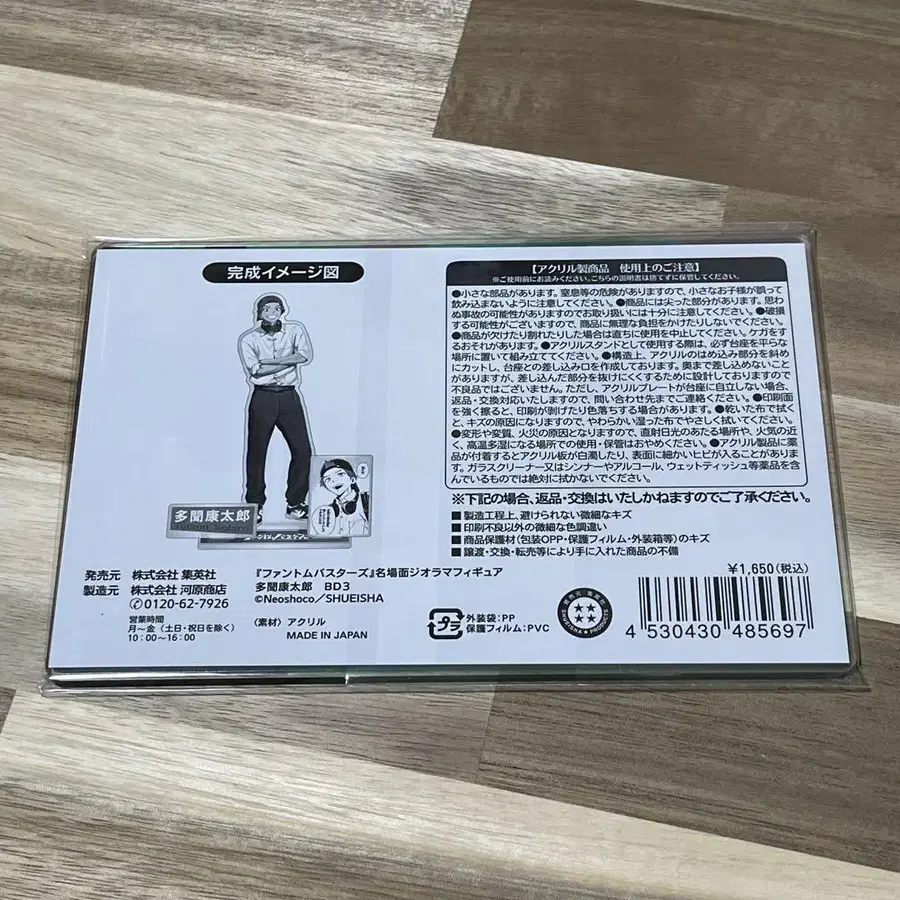 完成イメージ図
多聞康太郎
【アクリル製商品 使用上のご注意】
※ご使用前にお読みください。こちらの説明書は捨てずに保管してください。
●小さな部品があります。窒息等の危険がありますので、小さなお子様が誤って
飲み込まないように注意してください。●商品には尖った部分があります。思わ
ぬ事故の可能性がありますのでお取り扱いには十分に注意してください。●破損
する可能性がございますので、商品に無理な負担をかけたりしないでください。
●商品が欠けたり割れたりした場合は直ちに使用を中止してください。ケガをす
るおそれがあります。●アクリルスタンドとして使用する際は、必ず台座を平らな
場所に置いて組み立ててください。●構造上、アクリルのはめ込み部分を斜め
にカットし、台座との差し込み口を作成しております。奥まで差し込めないこと
がありますが、差し込んだ部分を抜けにくくするために設計しておりますので
不良品ではございません。ただし、アクリルプレートが台座に自立しない場合、
返品・交換対応いたしますので、問い合わせ先までご連絡ください。●印刷面
を強く擦ると、印刷が剥げたり色落ちする場合があります。●乾いた布で拭く
と、キズの原因になりますので、やわらかい湿った布でやさしく拭いてください。
●変形や変質、火災の原因となりますので、直射日光のあたる場所や、火気の近
く、高温多湿になる場所での使用・保管はおやめください。●アクリル製品に薬
品が付着するとアクリル板が白濁したり、表面に細かいヒビが入ることがありま
す。ガラスクリーナー又はシンナーやアルコール、ウェットティッシュ等薬品を含
んでいるものでは絶対に拭かないでください。
※下記の場合、返品・交換はいたしかねますのでご了承ください。
■ 製造工程上、避けられない微細なキズ
■ 印刷不良以外の微細な色調違い
■ 商品保護材(包装OPP・保護フィルム・外装箱等)のキズ
■ 譲渡・交換・転売等により手に入れた商品の不備
発売元 株式会社 集英社
製造元 株式会社 河原商店
✆0120-62-7926
営業時間
月~金(土日・祝日を除く)
10:00~16:00
『ファントムバスターズ』名場面ジオラマフィギュア
多聞康太郎 BD3
©Neoshoco/SHUEISHA
〈素材〉アクリル
MADE IN JAPAN
プラ
外装袋:PP
保護フィルム:PVC
発売元・集英社
SHUEISHA PRODUCTS
¥1,650(税込)
4 530430 485697